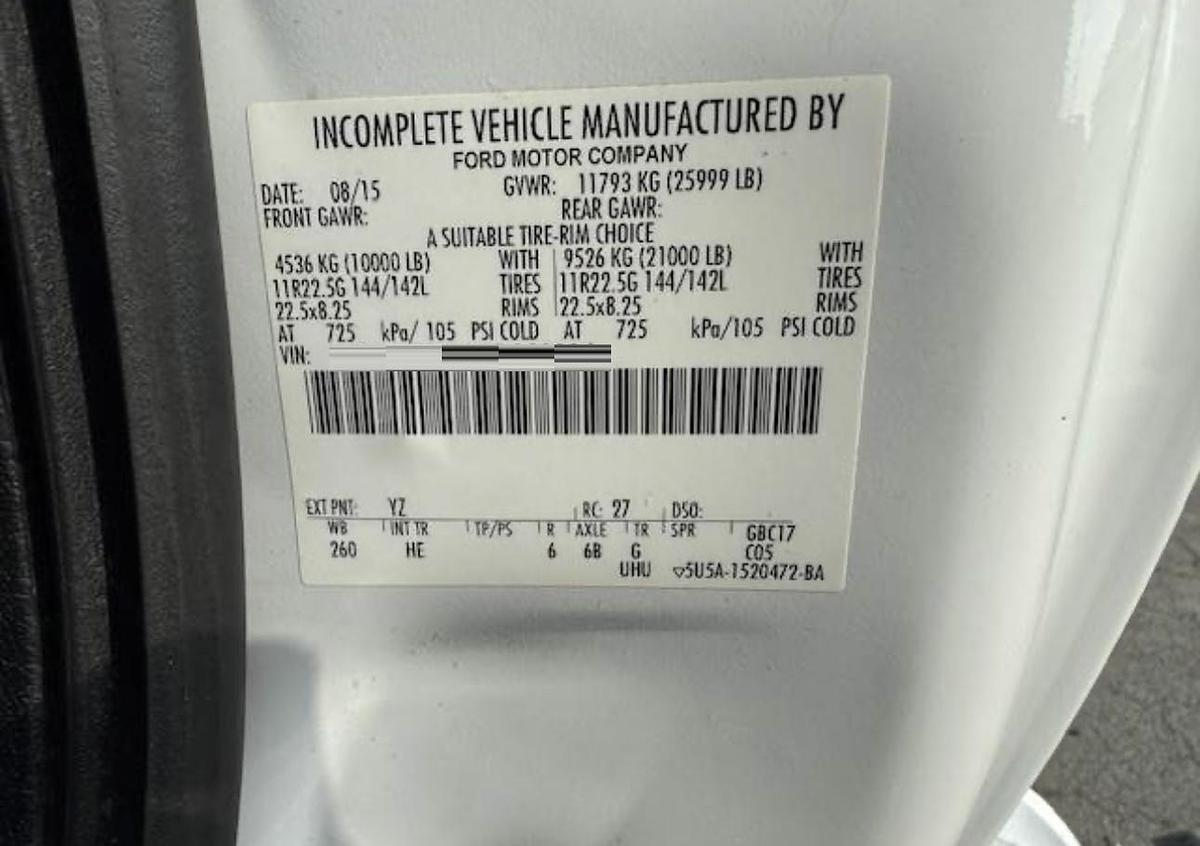 INCOMPLETE VEHICLE MANUFACTURED BY
FORD MOTOR COMPANY
DATE: 08/15 GVWR: 11793 KG (25999 LB)
FRONT GAWR: REAR GAWR:
A SUITABLE TIRE-RIM CHOICE
4536 KG (10000 LB) WITH 9526 KG (21000 LB) WITH
11R22.5G 144/142L TIRES 11R22.5G 144/142L TIRES
22.5x8.25 RIMS 22.5x8.25 RIMS
AT 725 kPa/ 105 PSI COLD AT 725 kPa/105 PSI COLD
VIN:
EXT PNT: YZ RC: 27 DSO:
WB INT TR TP/PS R AXLE TR SPR GBC17
260 HE 6 6B G C05
UHU ▽5U5A-1520472-BA